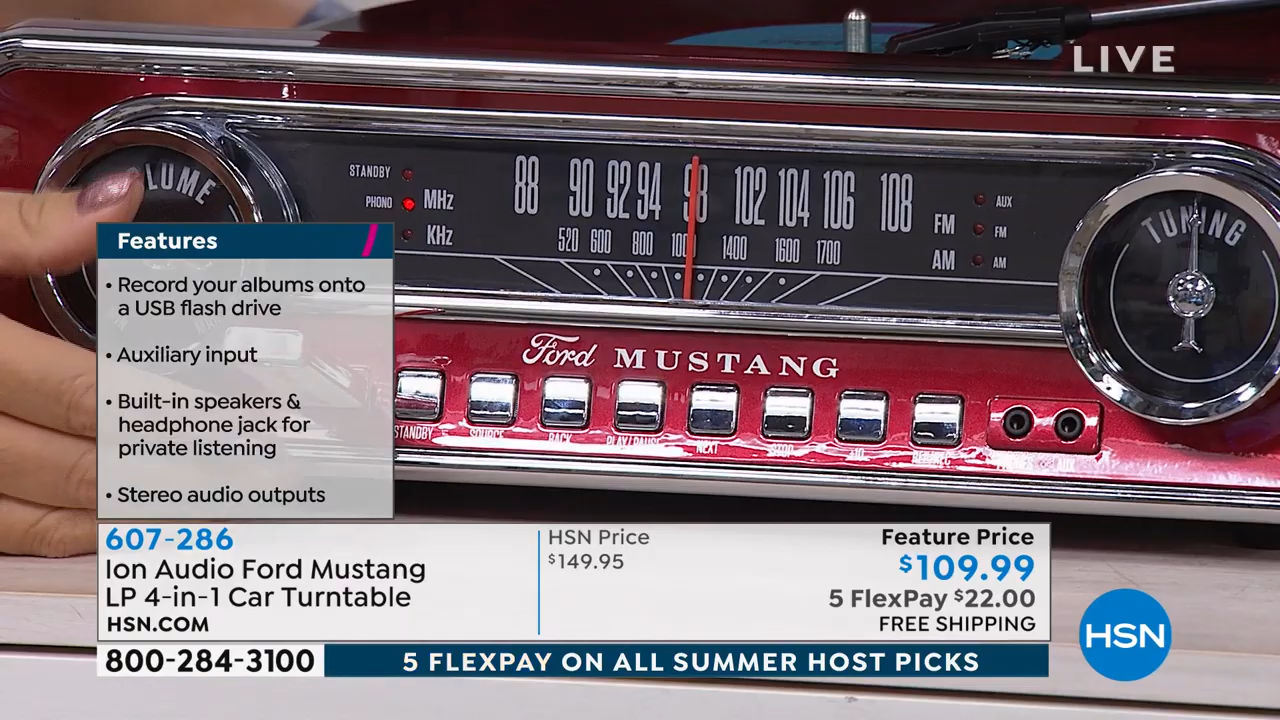 LIVE
LUME
STANDBY
PHONO
MHz
KHz
88 90 92 94 98 102 104 106 108
520 600 800 1000 1400 1600 1700
FM
AM
AUX
FM
AM
TUNING
Ford MUSTANG
STANDBY SOURCE BACK PLAY/PAUSE NEXT STOP
Features
• Record your albums onto
a USB flash drive
• Auxiliary input
• Built-in speakers &
headphone jack for
private listening
• Stereo audio outputs
607-286
Ion Audio Ford Mustang
LP 4-in-1 Car Turntable
HSN.COM
HSN Price
$149.95
Feature Price
$109.99
5 FlexPay $22.00
FREE SHIPPING
800-284-3100
5 FLEXPAY ON ALL SUMMER HOST PICKS
HSN